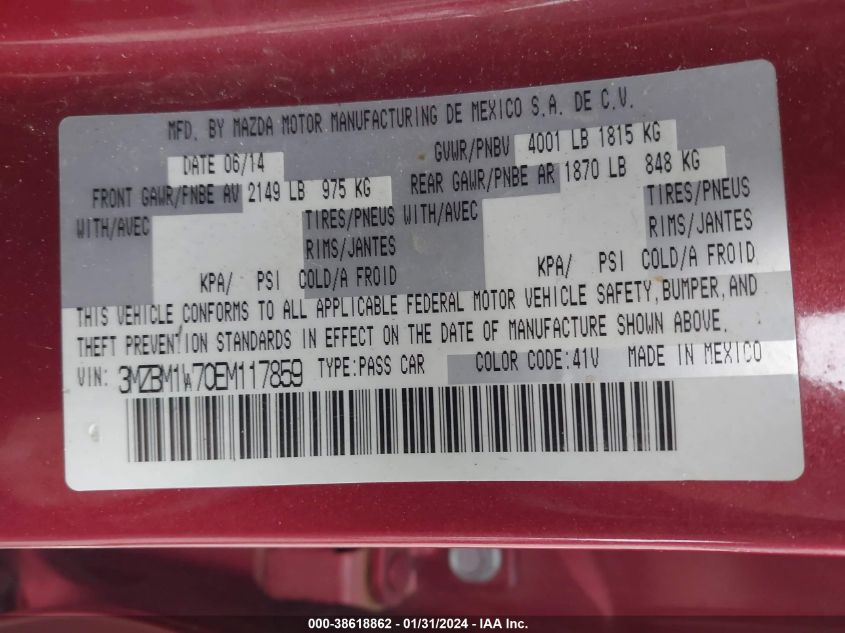 MFD. BY MAZDA MOTOR MANUFACTURING DE MEXICO S.A. DE C.V.
DATE 06/14 GVWR/PNBV 4001 LB 1815 KG
FRONT GAWR/FNBE AV 2149 LB 975 KG REAR GAWR/PNBE AR 1870 LB 848 KG
WITH/AVEC TIRES/PNEUS WITH/AVEC TIRES/PNEUS
RIMS/JANTES RIMS/JANTES
KPA/ PSI COLD/A FROID KPA/ PSI COLD/A FROID
THIS VEHICLE CONFORMS TO ALL APPLICABLE FEDERAL MOTOR VEHICLE SAFETY, BUMPER, AND
THEFT PREVENTION STANDARDS IN EFFECT ON THE DATE OF MANUFACTURE SHOWN ABOVE.
VIN: 3MZBM1W70EM117859 TYPE:PASS CAR COLOR CODE:41V MADE IN MEXICO
000-38618862 - 01/31/2024 - IAA Inc.